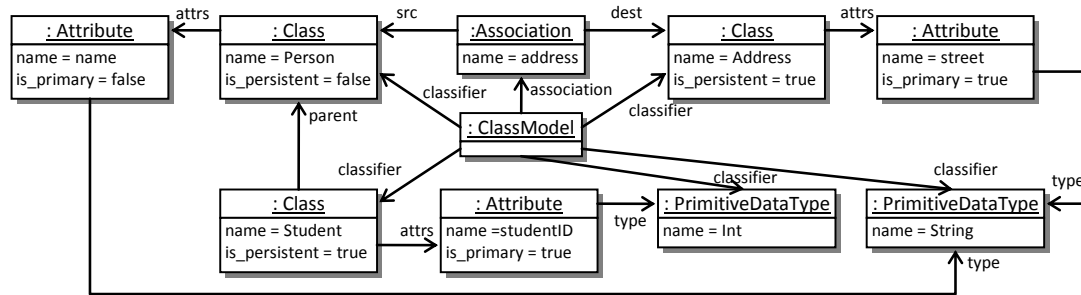 attrs
src
dest
attrs
: Attribute
name = name
is_primary = false
: Class
name = Person
is_persistent = false
:Association
name = address
: Class
name = Address
is_persistent = true
: Attribute
name = street
is_primary = true
classifier
association
classifier
parent
: ClassModel
classifier
classifier
classifier
: Class
name = Student
is_persistent = true
attrs
: Attribute
name =studentID
is_primary = true
type
: PrimitiveDataType
name = Int
: PrimitiveDataType
name = String
type
type